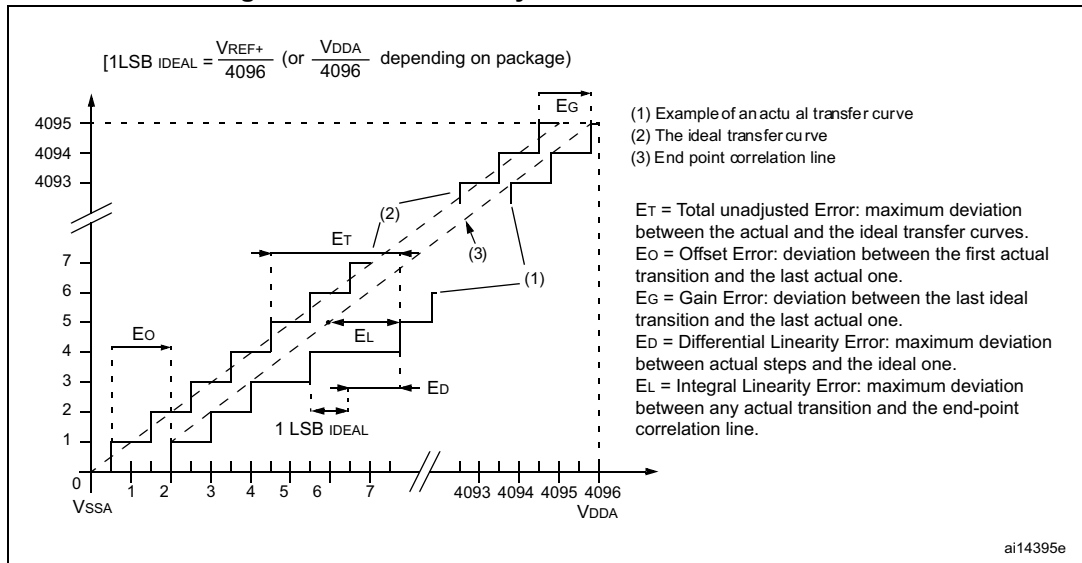 [1LSB IDEAL = VREF+ / 4096 (or VDDA / 4096 depending on package)
EG
(1) Example of an actu al transfer curve
(2) The ideal transfer curve
(3) End point correlation line
4095
4094
4093
7
6
5
4
3
2
1
0
(2)
ET
(3)
(1)
EO
EL
ED
1 LSB IDEAL
ET = Total unadjusted Error: maximum deviation
between the actual and the ideal transfer curves.
EO = Offset Error: deviation between the first actual
transition and the last actual one.
EG = Gain Error: deviation between the last ideal
transition and the last actual one.
ED = Differential Linearity Error: maximum deviation
between actual steps and the ideal one.
EL = Integral Linearity Error: maximum deviation
between any actual transition and the end-point
correlation line.
1 2 3 4 5 6 7 4093 4094 4095 4096
VSSA
VDDA
ai14395e